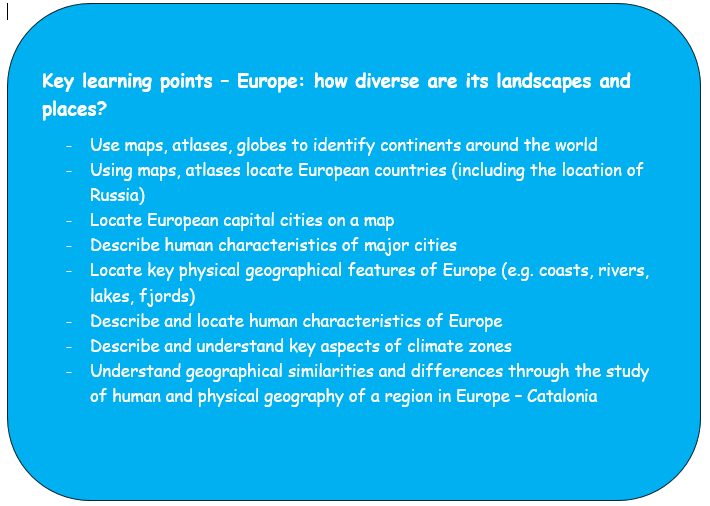 Key learning points – Europe: how diverse are its landscapes and
places?
- Use maps, atlases, globes to identify continents around the world
- Using maps, atlases locate European countries (including the location of
Russia)
- Locate European capital cities on a map
- Describe human characteristics of major cities
- Locate key physical geographical features of Europe (e.g. coasts, rivers,
lakes, fjords)
- Describe and locate human characteristics of Europe
- Describe and understand key aspects of climate zones
- Understand geographical similarities and differences through the study
of human and physical geography of a region in Europe – Catalonia